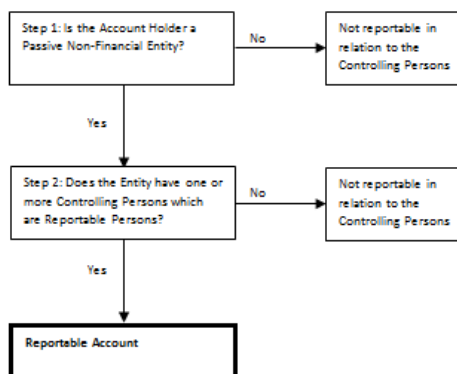 Step 1: Is the Account Holder a
Passive Non-Financial Entity?
No
Not reportable in
relation to the
Controlling Persons
Yes
Step 2: Does the Entity have one or
more Controlling Persons which
are Reportable Persons?
No
Not reportable in
relation to the
Controlling Persons
Yes
Reportable Account